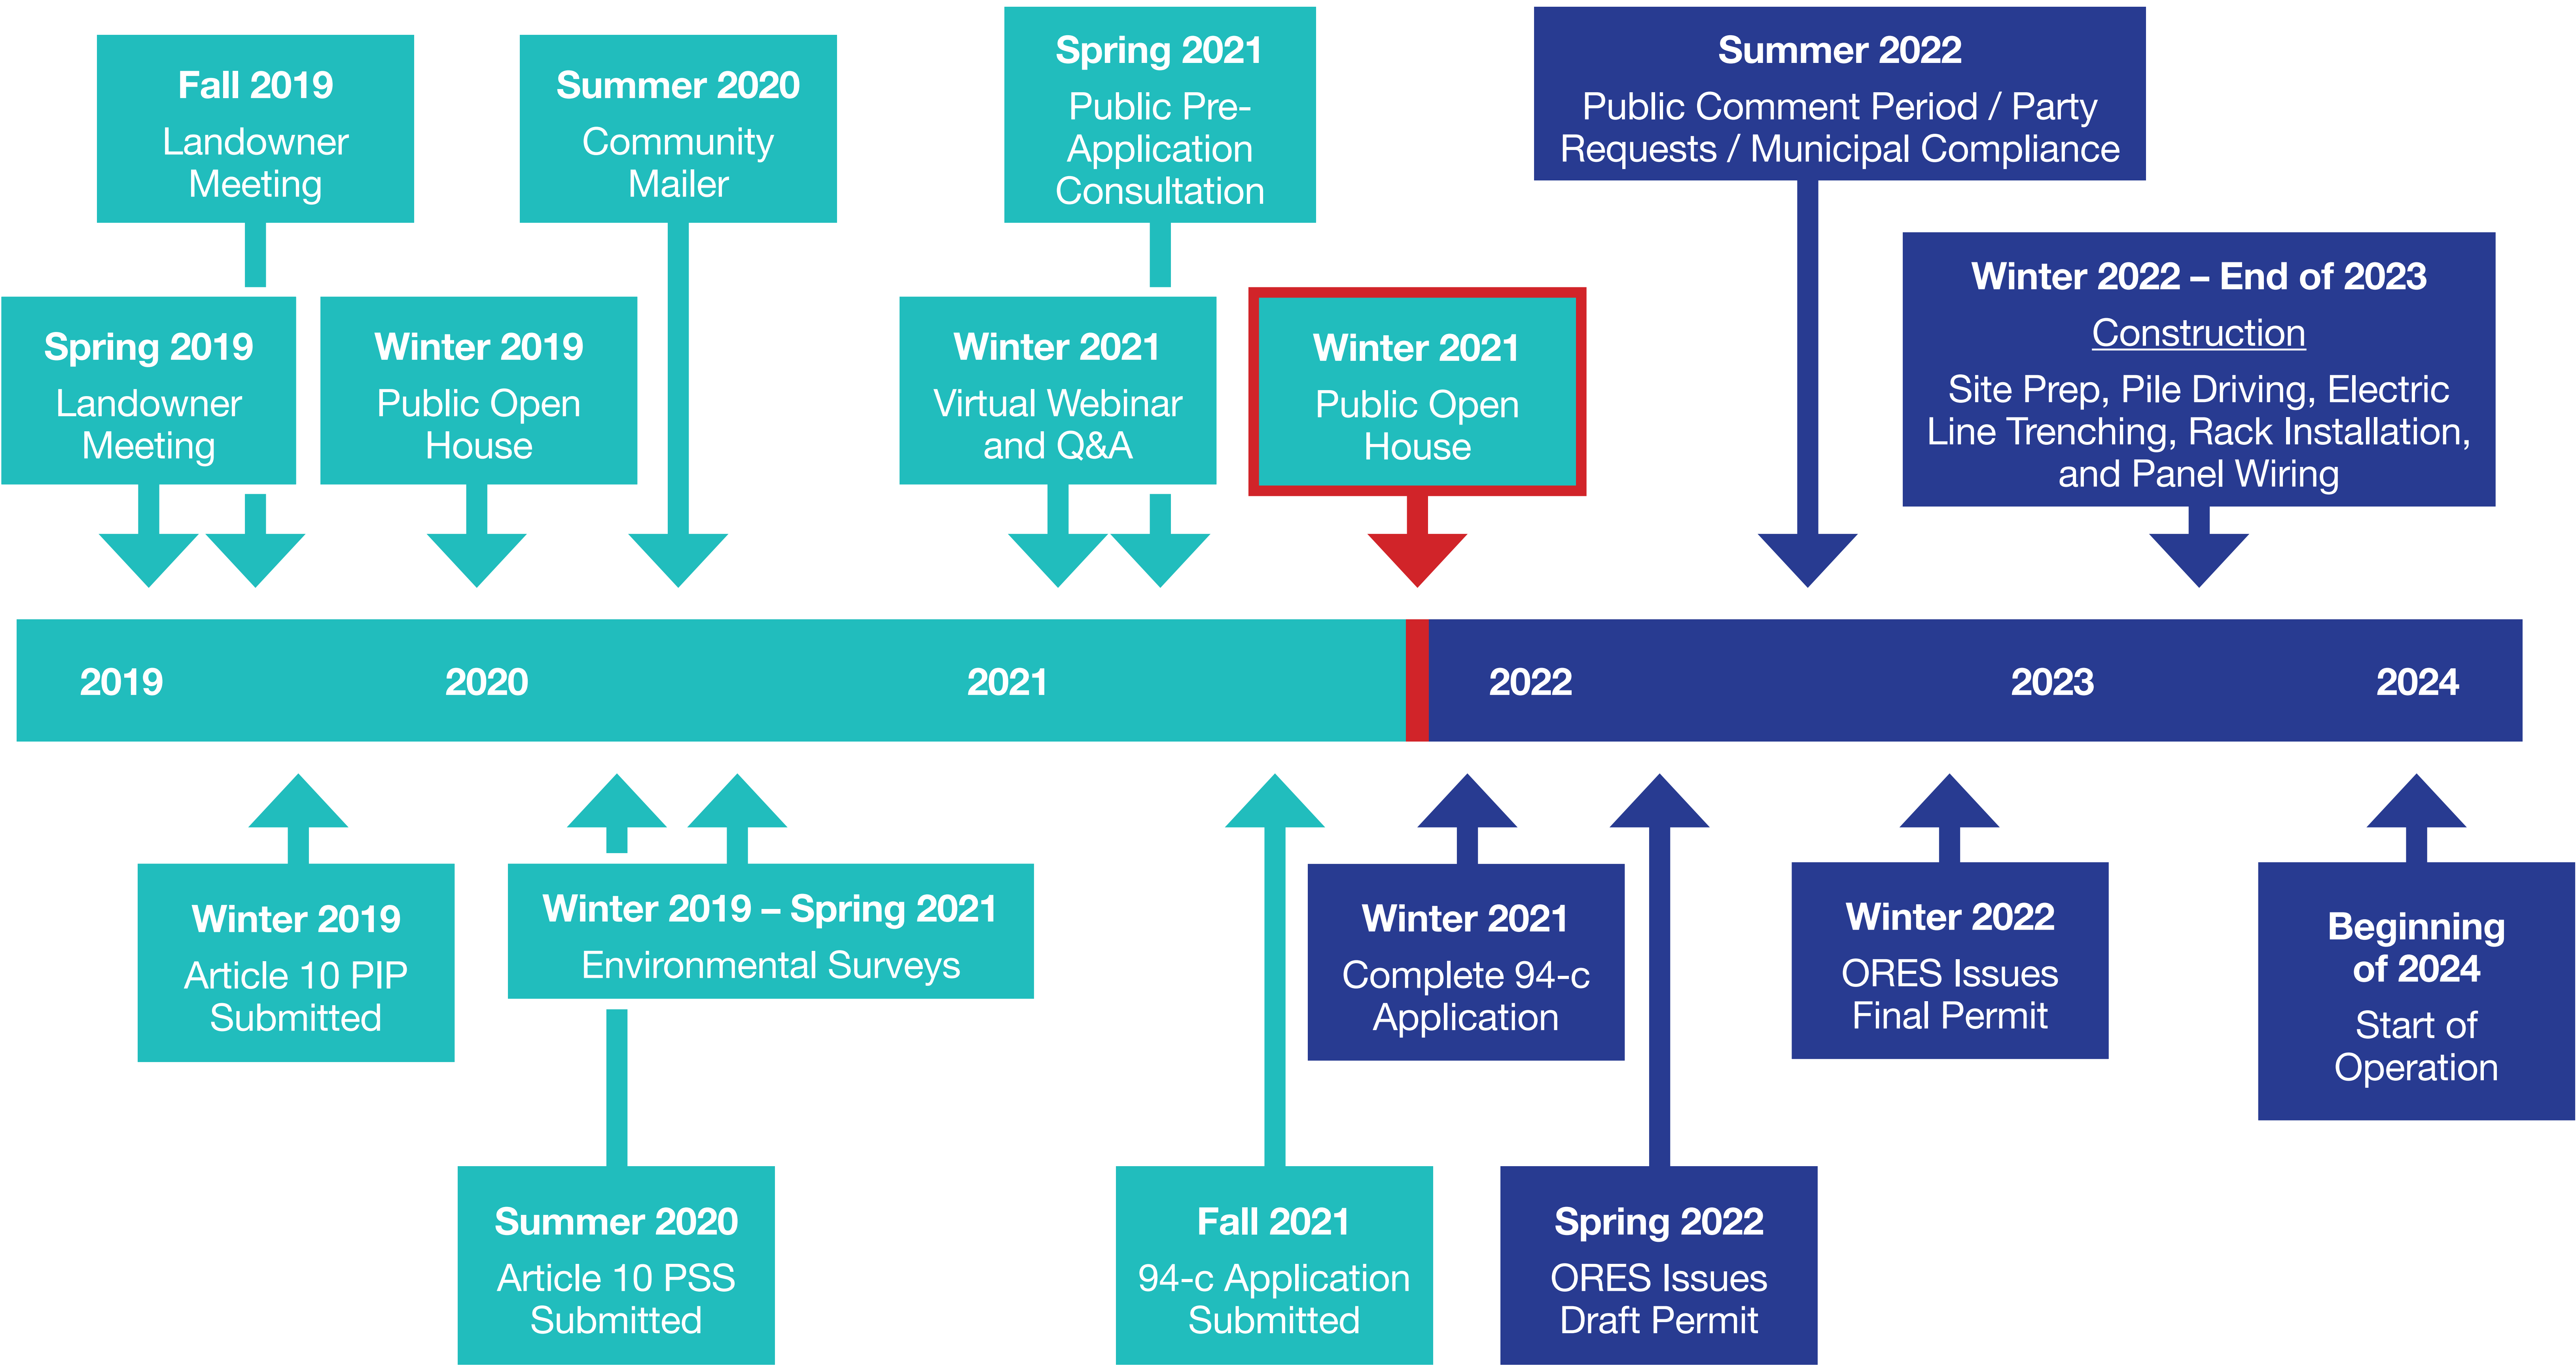 Fall 2019
Landowner
Meeting
Summer 2020
Community
Mailer
Spring 2021
Public Pre-
Application
Consultation
Summer 2022
Public Comment Period / Party
Requests / Municipal Compliance
Spring 2019
Landowner
Meeting
Winter 2019
Public Open
House
Winter 2021
Virtual Webinar
and Q&A
Winter 2021
Public Open
House
Winter 2022 – End of 2023
Construction
Site Prep, Pile Driving, Electric
Line Trenching, Rack Installation,
and Panel Wiring
2019
2020
2021
2022
2023
2024
Winter 2019
Article 10 PIP
Submitted
Winter 2019 – Spring 2021
Environmental Surveys
Winter 2021
Complete 94-c
Application
Winter 2022
ORES Issues
Final Permit
Beginning
of 2024
Start of
Operation
Summer 2020
Article 10 PSS
Submitted
Fall 2021
94-c Application
Submitted
Spring 2022
ORES Issues
Draft Permit